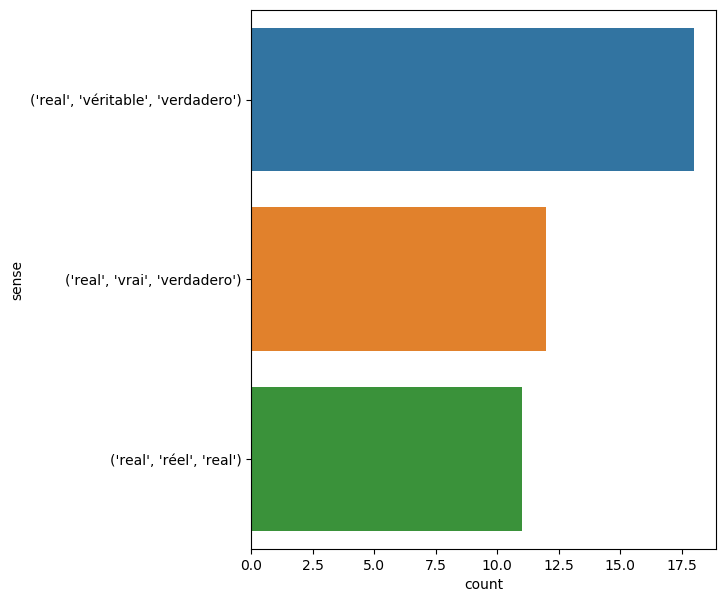 ('real', 'véritable', 'verdadero')
('real', 'vrai', 'verdadero')
('real', 'réel', 'real')
sense
0.0 2.5 5.0 7.5 10.0 12.5 15.0 17.5
count